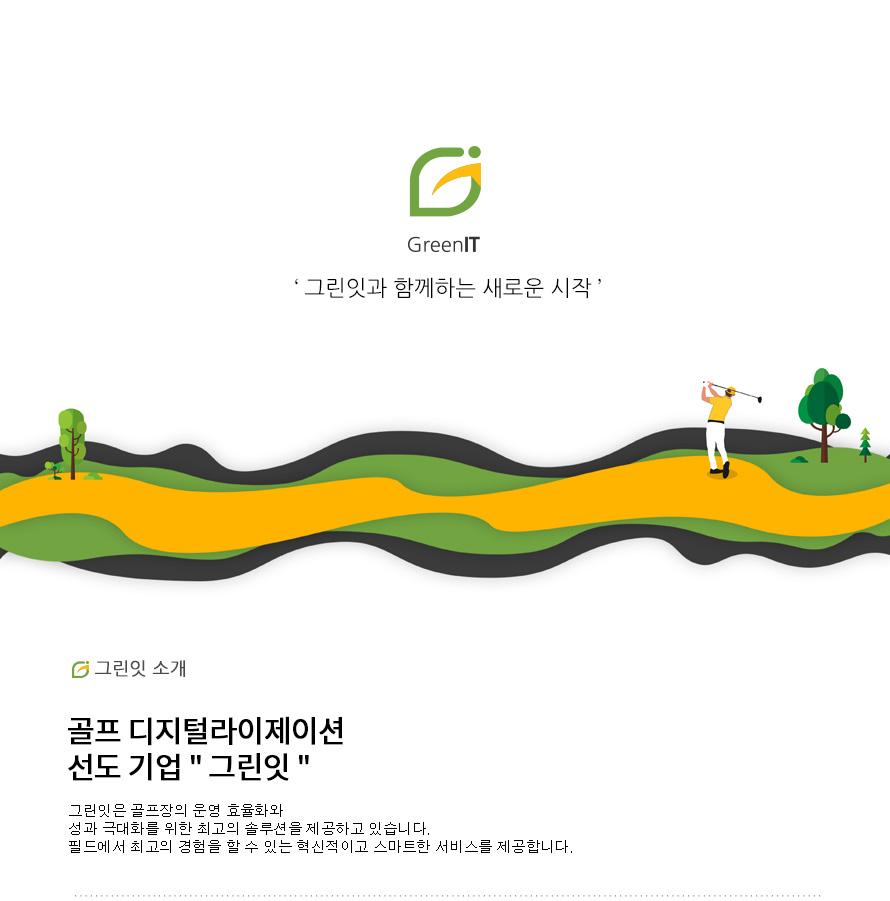 GreenIT
‘ 그린잇과 함께하는 새로운 시작 ’
그린잇 소개
골프 디지털라이제이션
선도 기업 " 그린잇 "
그린잇은 골프장의 운영 효율화와
성과 극대화를 위한 최고의 솔루션을 제공하고 있습니다.
필드에서 최고의 경험을 할 수 있는 혁신적이고 스마트한 서비스를 제공합니다.